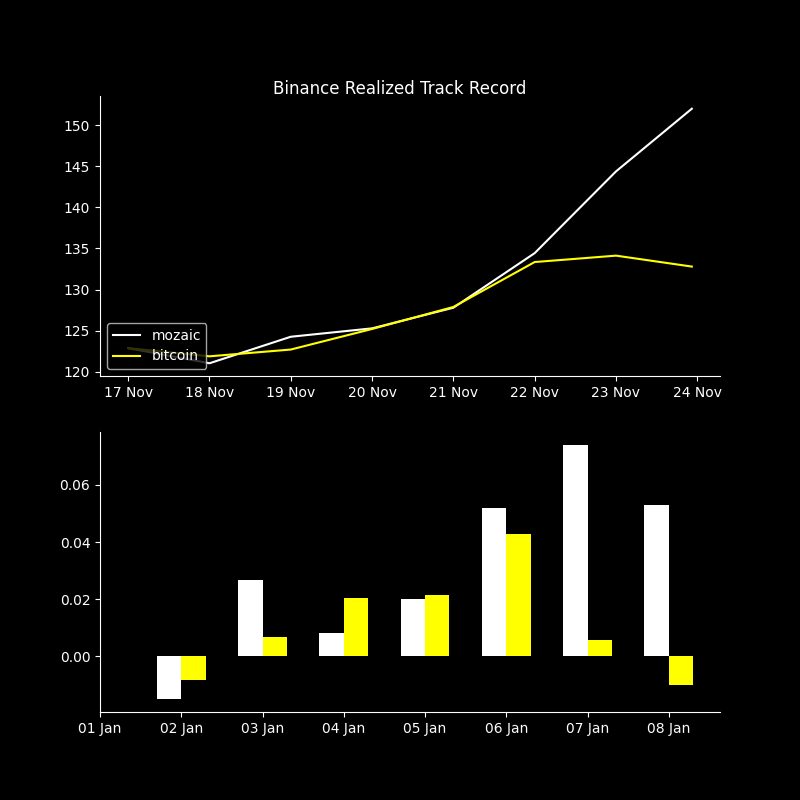 Binance Realized Track Record
150
145
140
135
130
125
120
mozaic
bitcoin
17 Nov 18 Nov 19 Nov 20 Nov 21 Nov 22 Nov 23 Nov 24 Nov
0.06
0.04
0.02
0.00
01 Jan 02 Jan 03 Jan 04 Jan 05 Jan 06 Jan 07 Jan 08 Jan